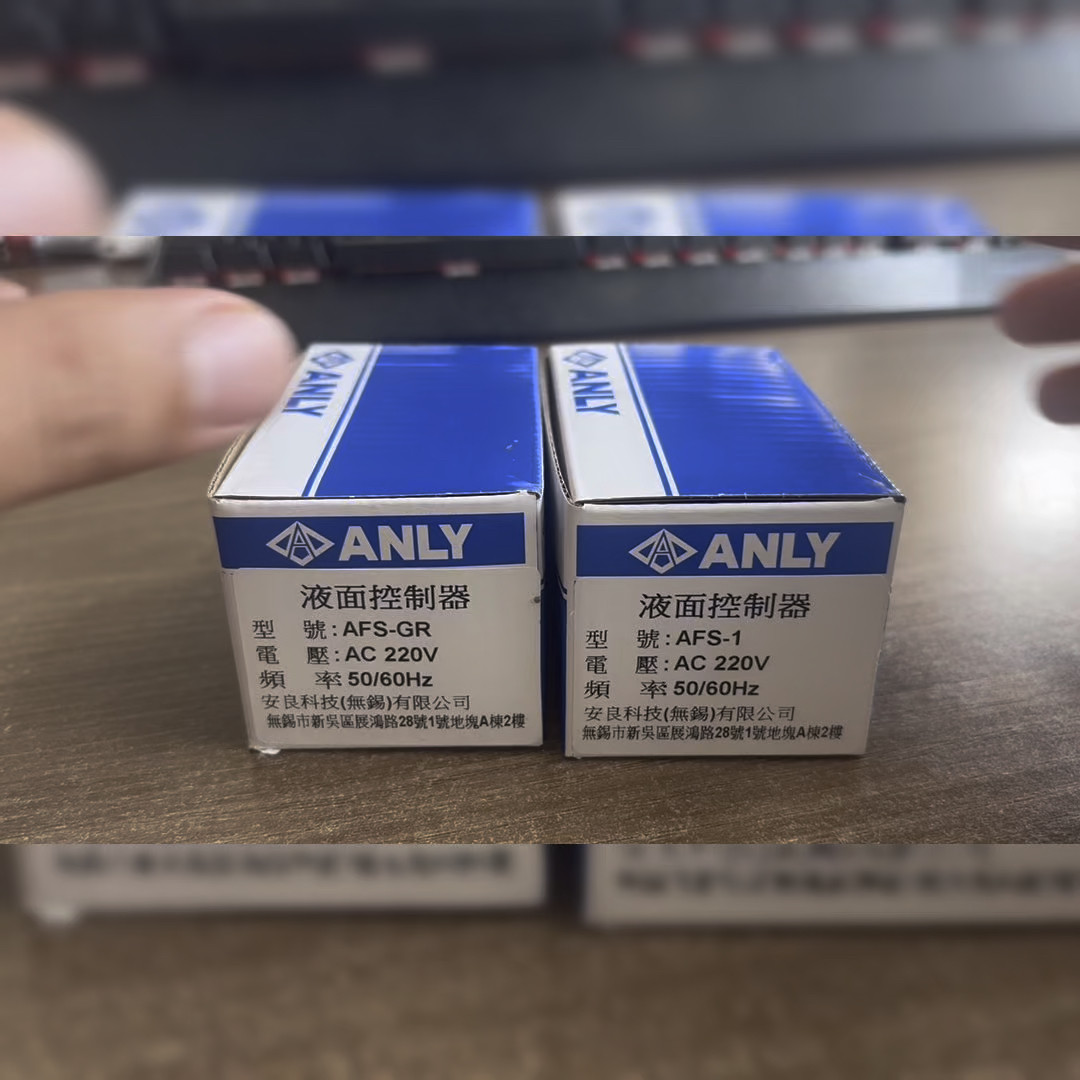 ANLY
ANLY
ANLY
液面控制器
型 號: AFS-GR
電 壓: AC 220V
頻 率 50/60Hz
安良科技(無錫)有限公司
無錫市新吳區展鴻路28號1號地塊A棟2樓
ANLY
液面控制器
型 號: AFS-1
電 壓: AC 220V
頻 率 50/60Hz
安良科技(無錫)有限公司
無錫市新吳區展鴻路28號1號地塊A棟2樓